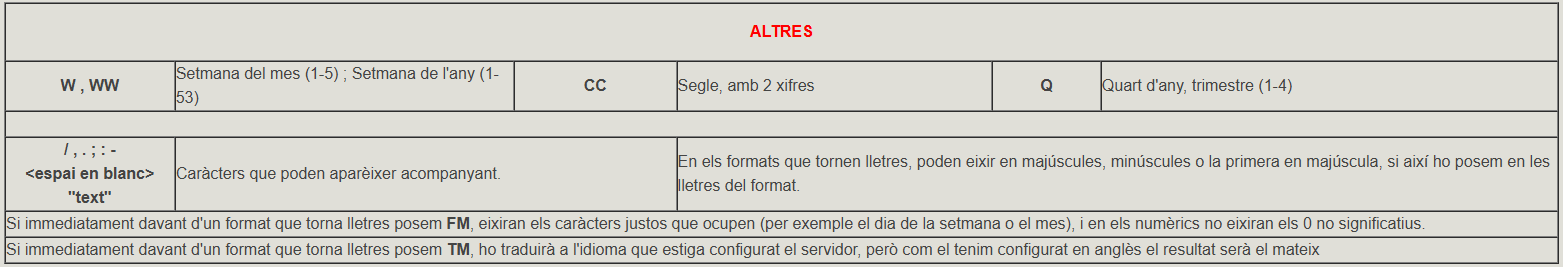 ALTRES
W , WW
Setmana del mes (1-5) ; Setmana de l'any (1-
53)
CC
Segle, amb 2 xifres
Q
Quart d'any, trimestre (1-4)
/ , . ; : -
<espai en blanc>
"text"
Caràcters que poden aparèixer acompanyant.
En els formats que tornen lletres, poden eixir en majúscules, minúscules o la primera en majúscula, si així ho posem en les
lletres del format.
Si immediatament davant d'un format que torna lletres posem FM, eixiran els caràcters justos que ocupen (per exemple el dia de la setmana o el mes), i en els numèrics no eixiran els 0 no significatius.
Si immediatament davant d'un format que torna lletres posem TM, ho traduirà a l'idioma que estiga configurat el servidor, però com el tenim configurat en anglès el resultat serà el mateix